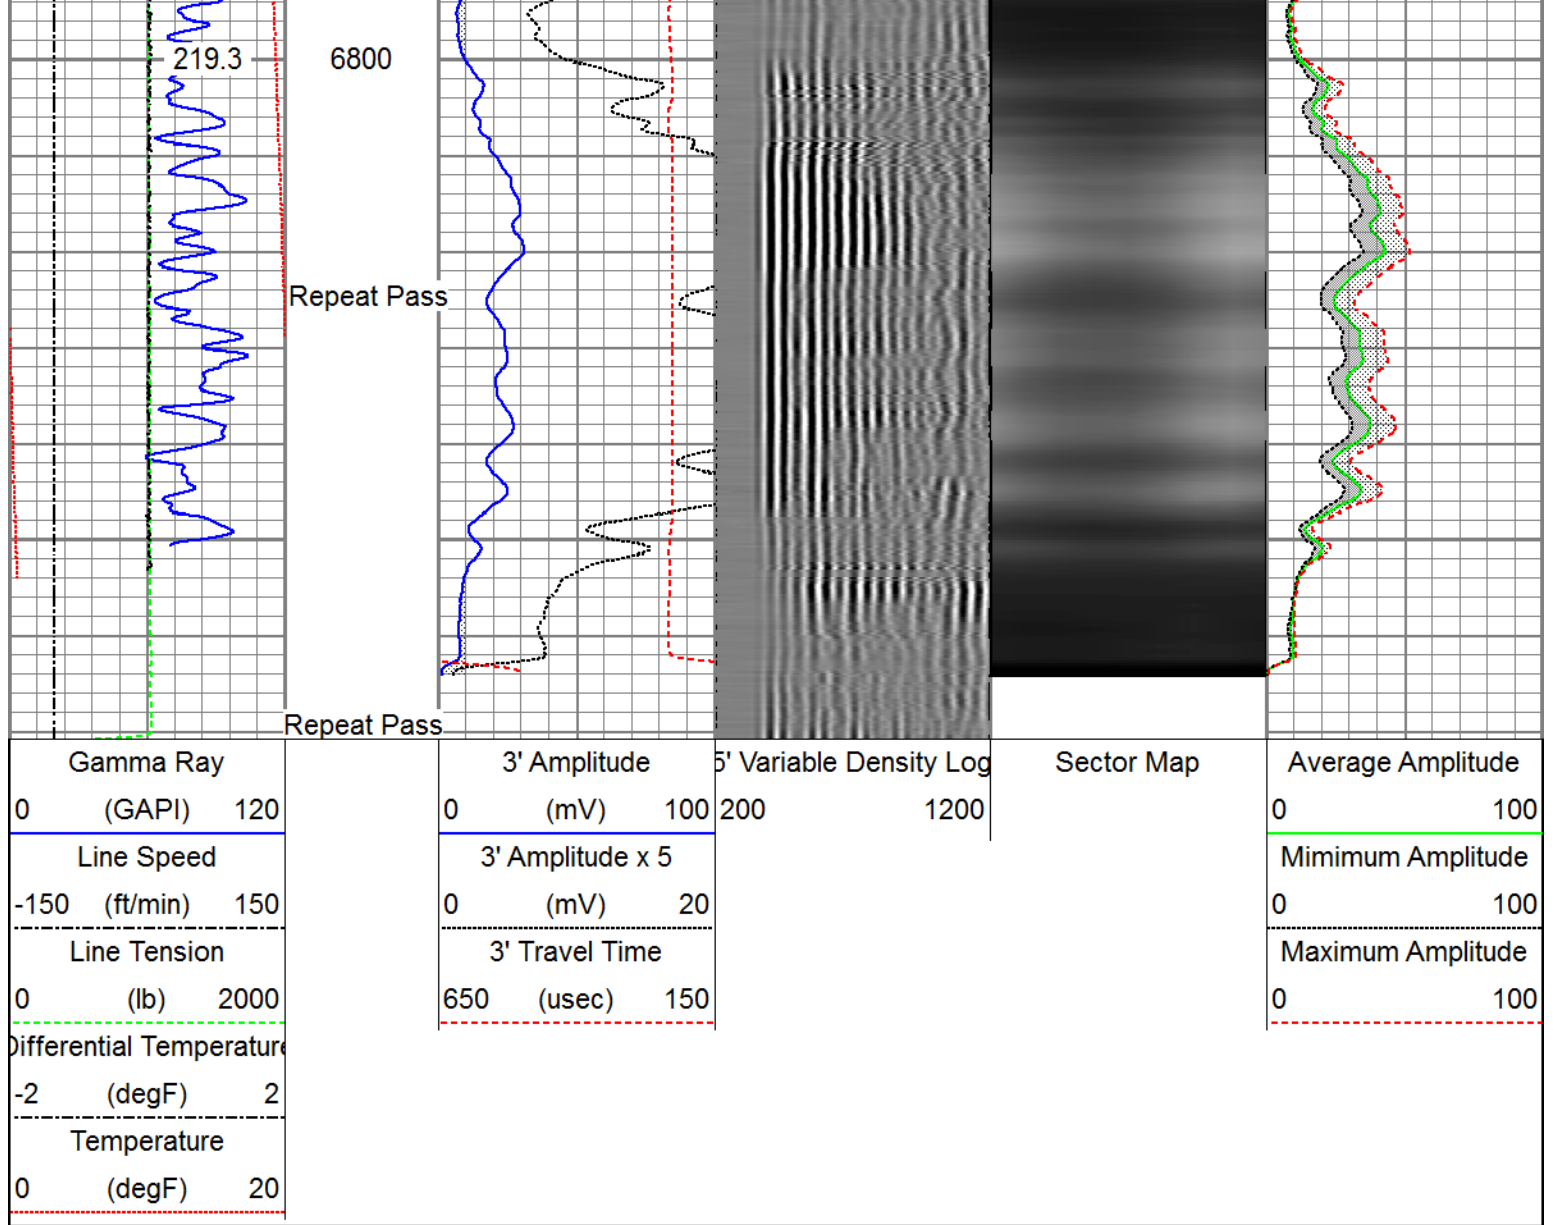 219.3
6800
Repeat Pass
Repeat Pass
Gamma Ray
0 (GAPI) 120
Line Speed
-150 (ft/min) 150
Line Tension
0 (lb) 2000
Differential Temperature
-2 (degF) 2
Temperature
0 (degF) 20
3' Amplitude
0 (mV) 100
3' Amplitude x 5
0 (mV) 20
3' Travel Time
650 (usec) 150
5' Variable Density Log
200 1200
Sector Map
Average Amplitude
0 100
Mimimum Amplitude
0 100
Maximum Amplitude
0 100